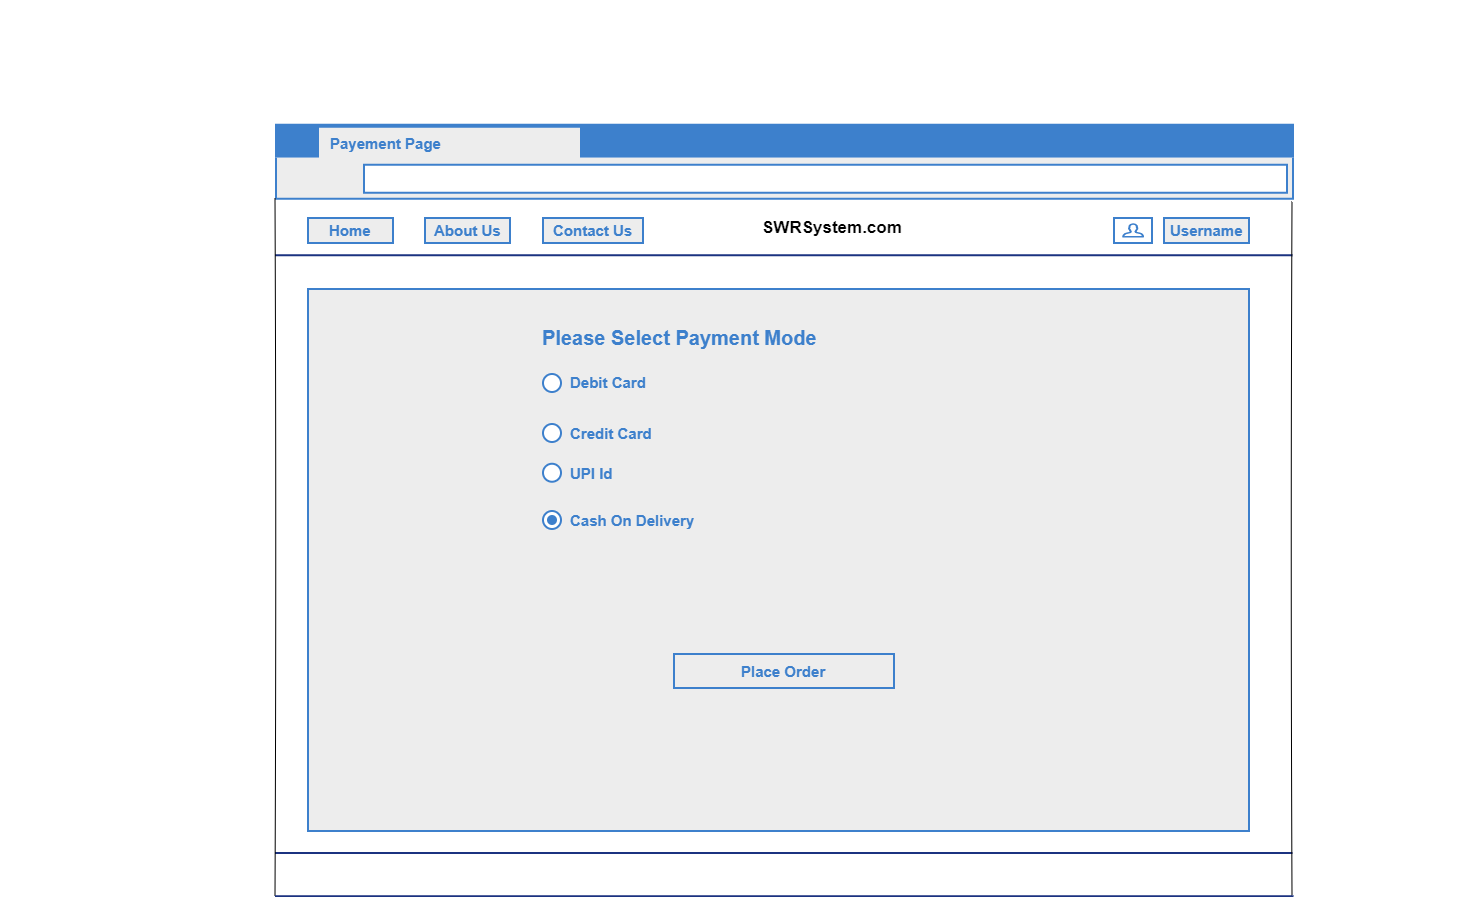 Payement Page
Home About Us Contact Us SWRSystem.com Username
Please Select Payment Mode
Debit Card
Credit Card
UPI Id
Cash On Delivery
Place Order